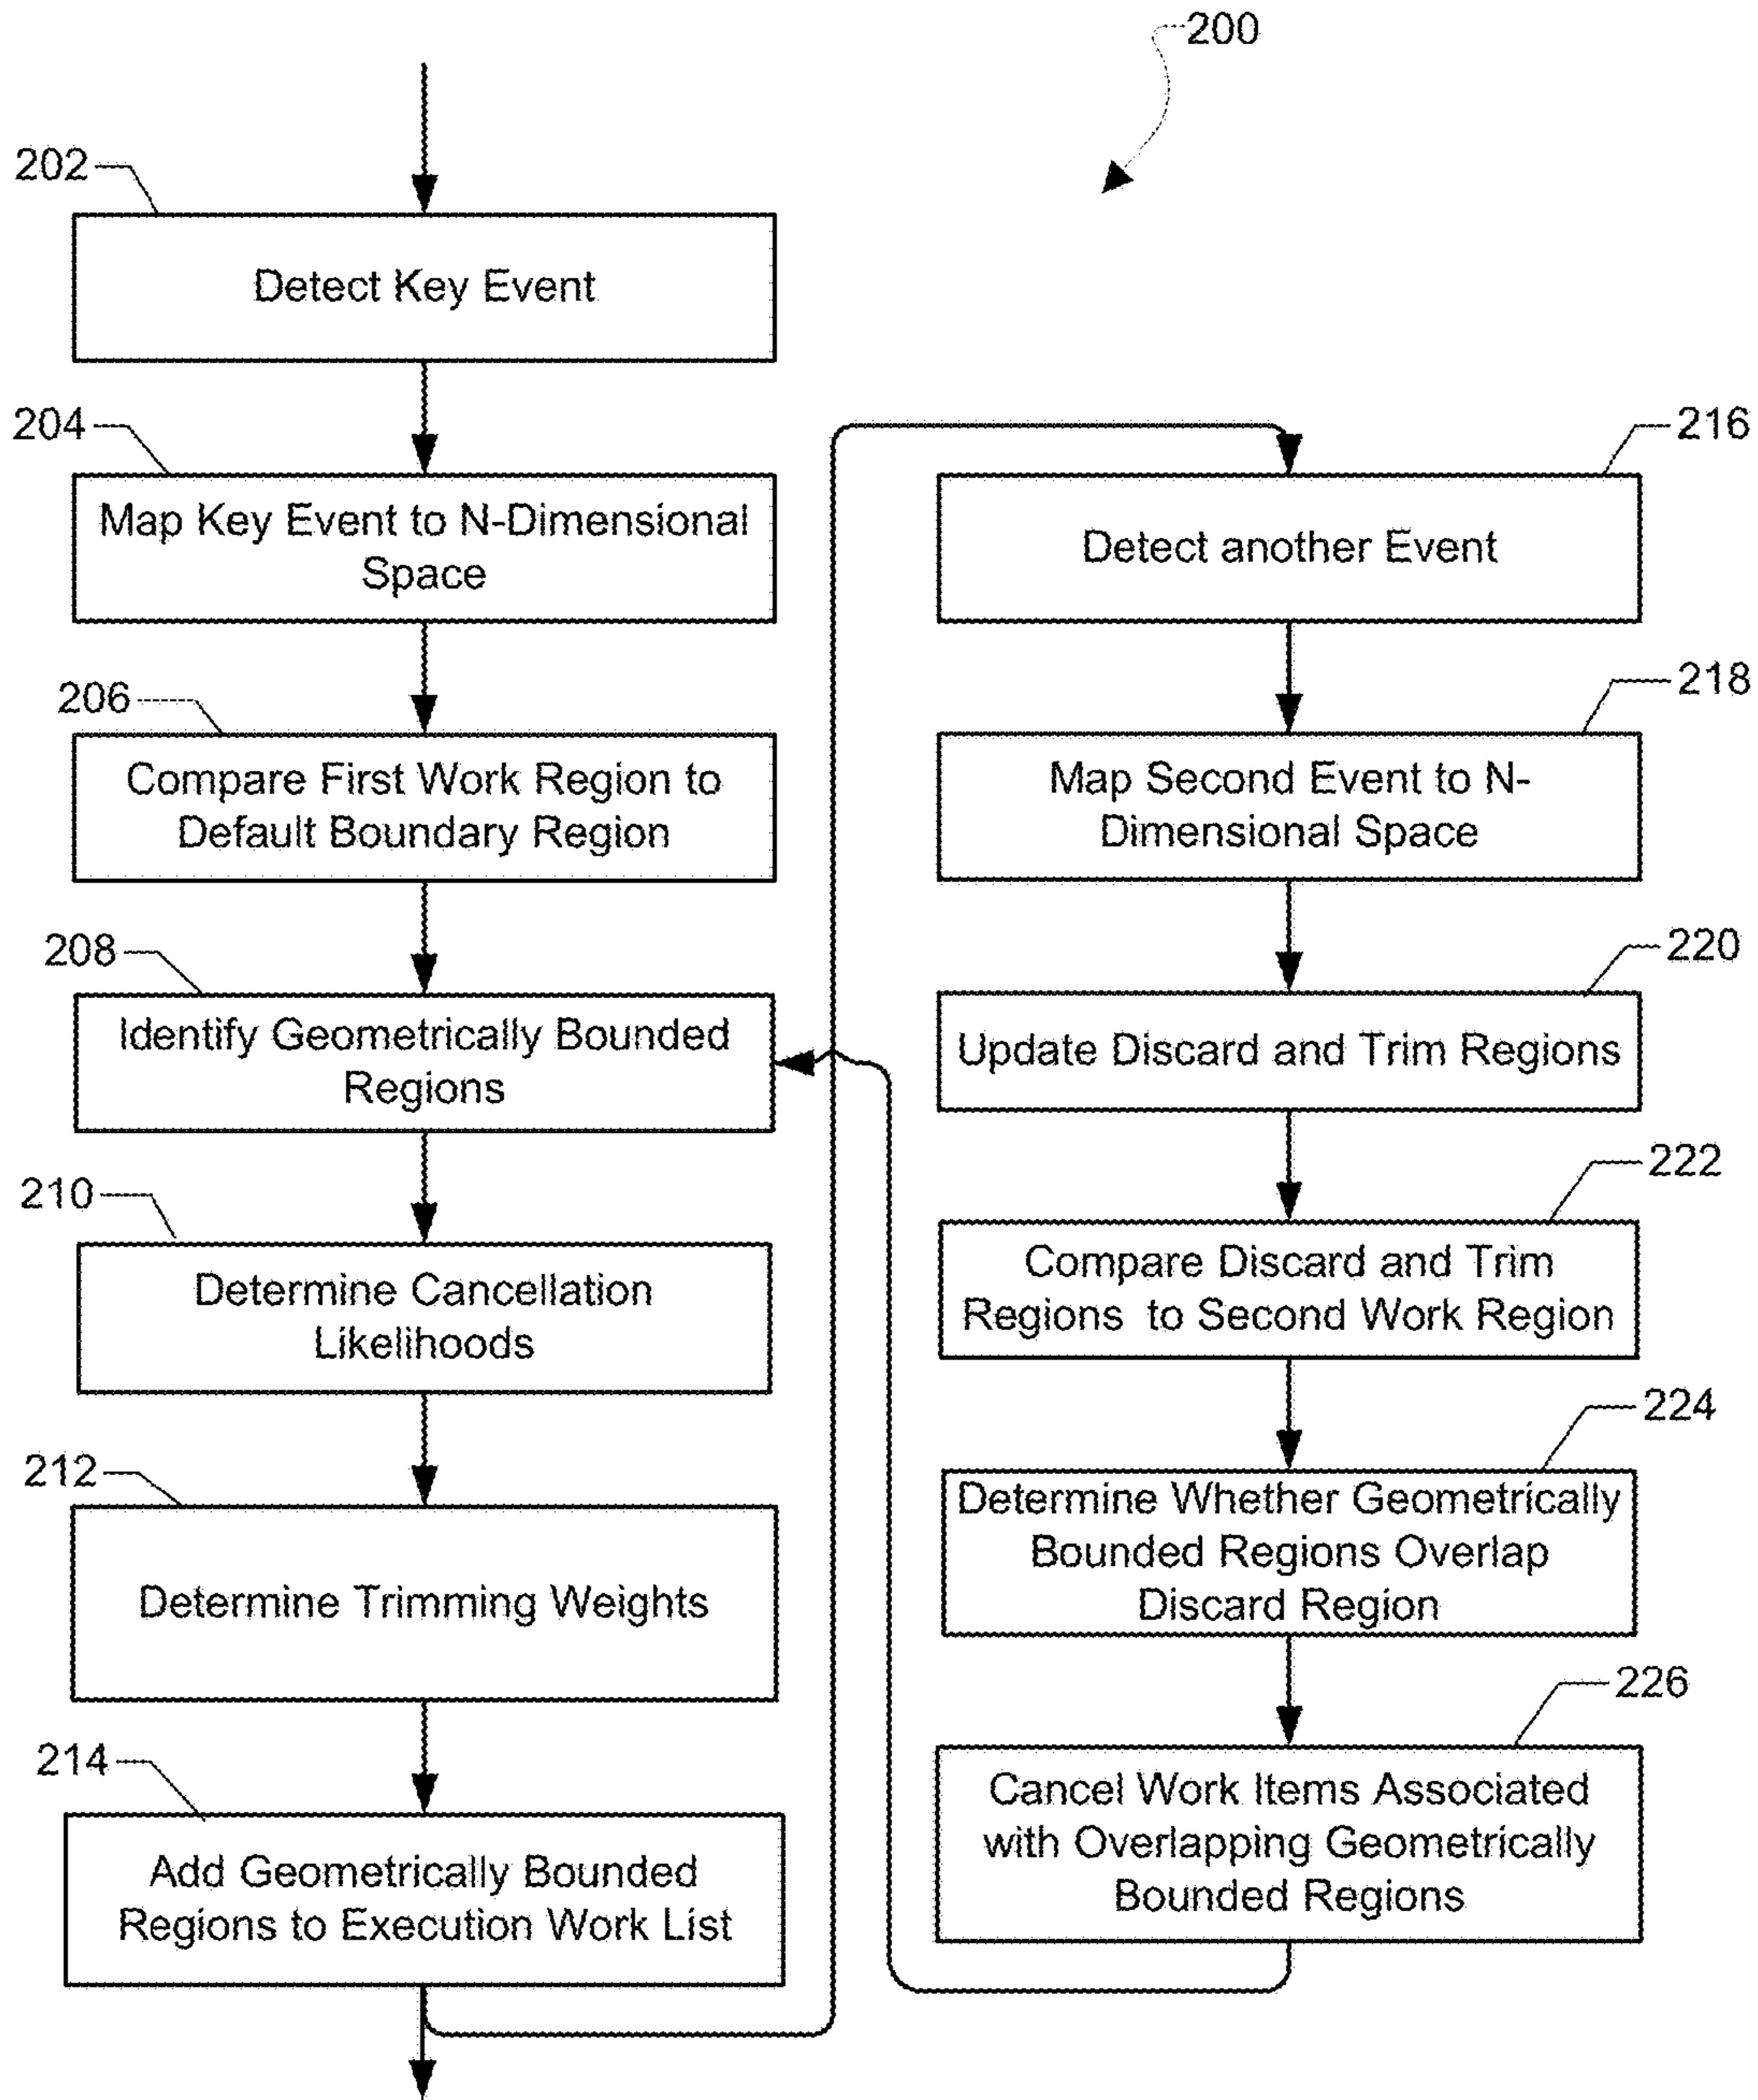 200
202
Detect Key Event
204
Map Key Event to N-Dimensional
Space
206
Compare First Work Region to
Default Boundary Region
208
Identify Geometrically Bounded
Regions
210
Determine Cancellation
Likelihoods
212
Determine Trimming Weights
214
Add Geometrically Bounded
Regions to Execution Work List
216
Detect another Event
218
Map Second Event to N-
Dimensional Space
220
Update Discard and Trim Regions
222
Compare Discard and Trim
Regions to Second Work Region
224
Determine Whether Geometrically
Bounded Regions Overlap
Discard Region
226
Cancel Work Items Associated
with Overlapping Geometrically
Bounded Regions